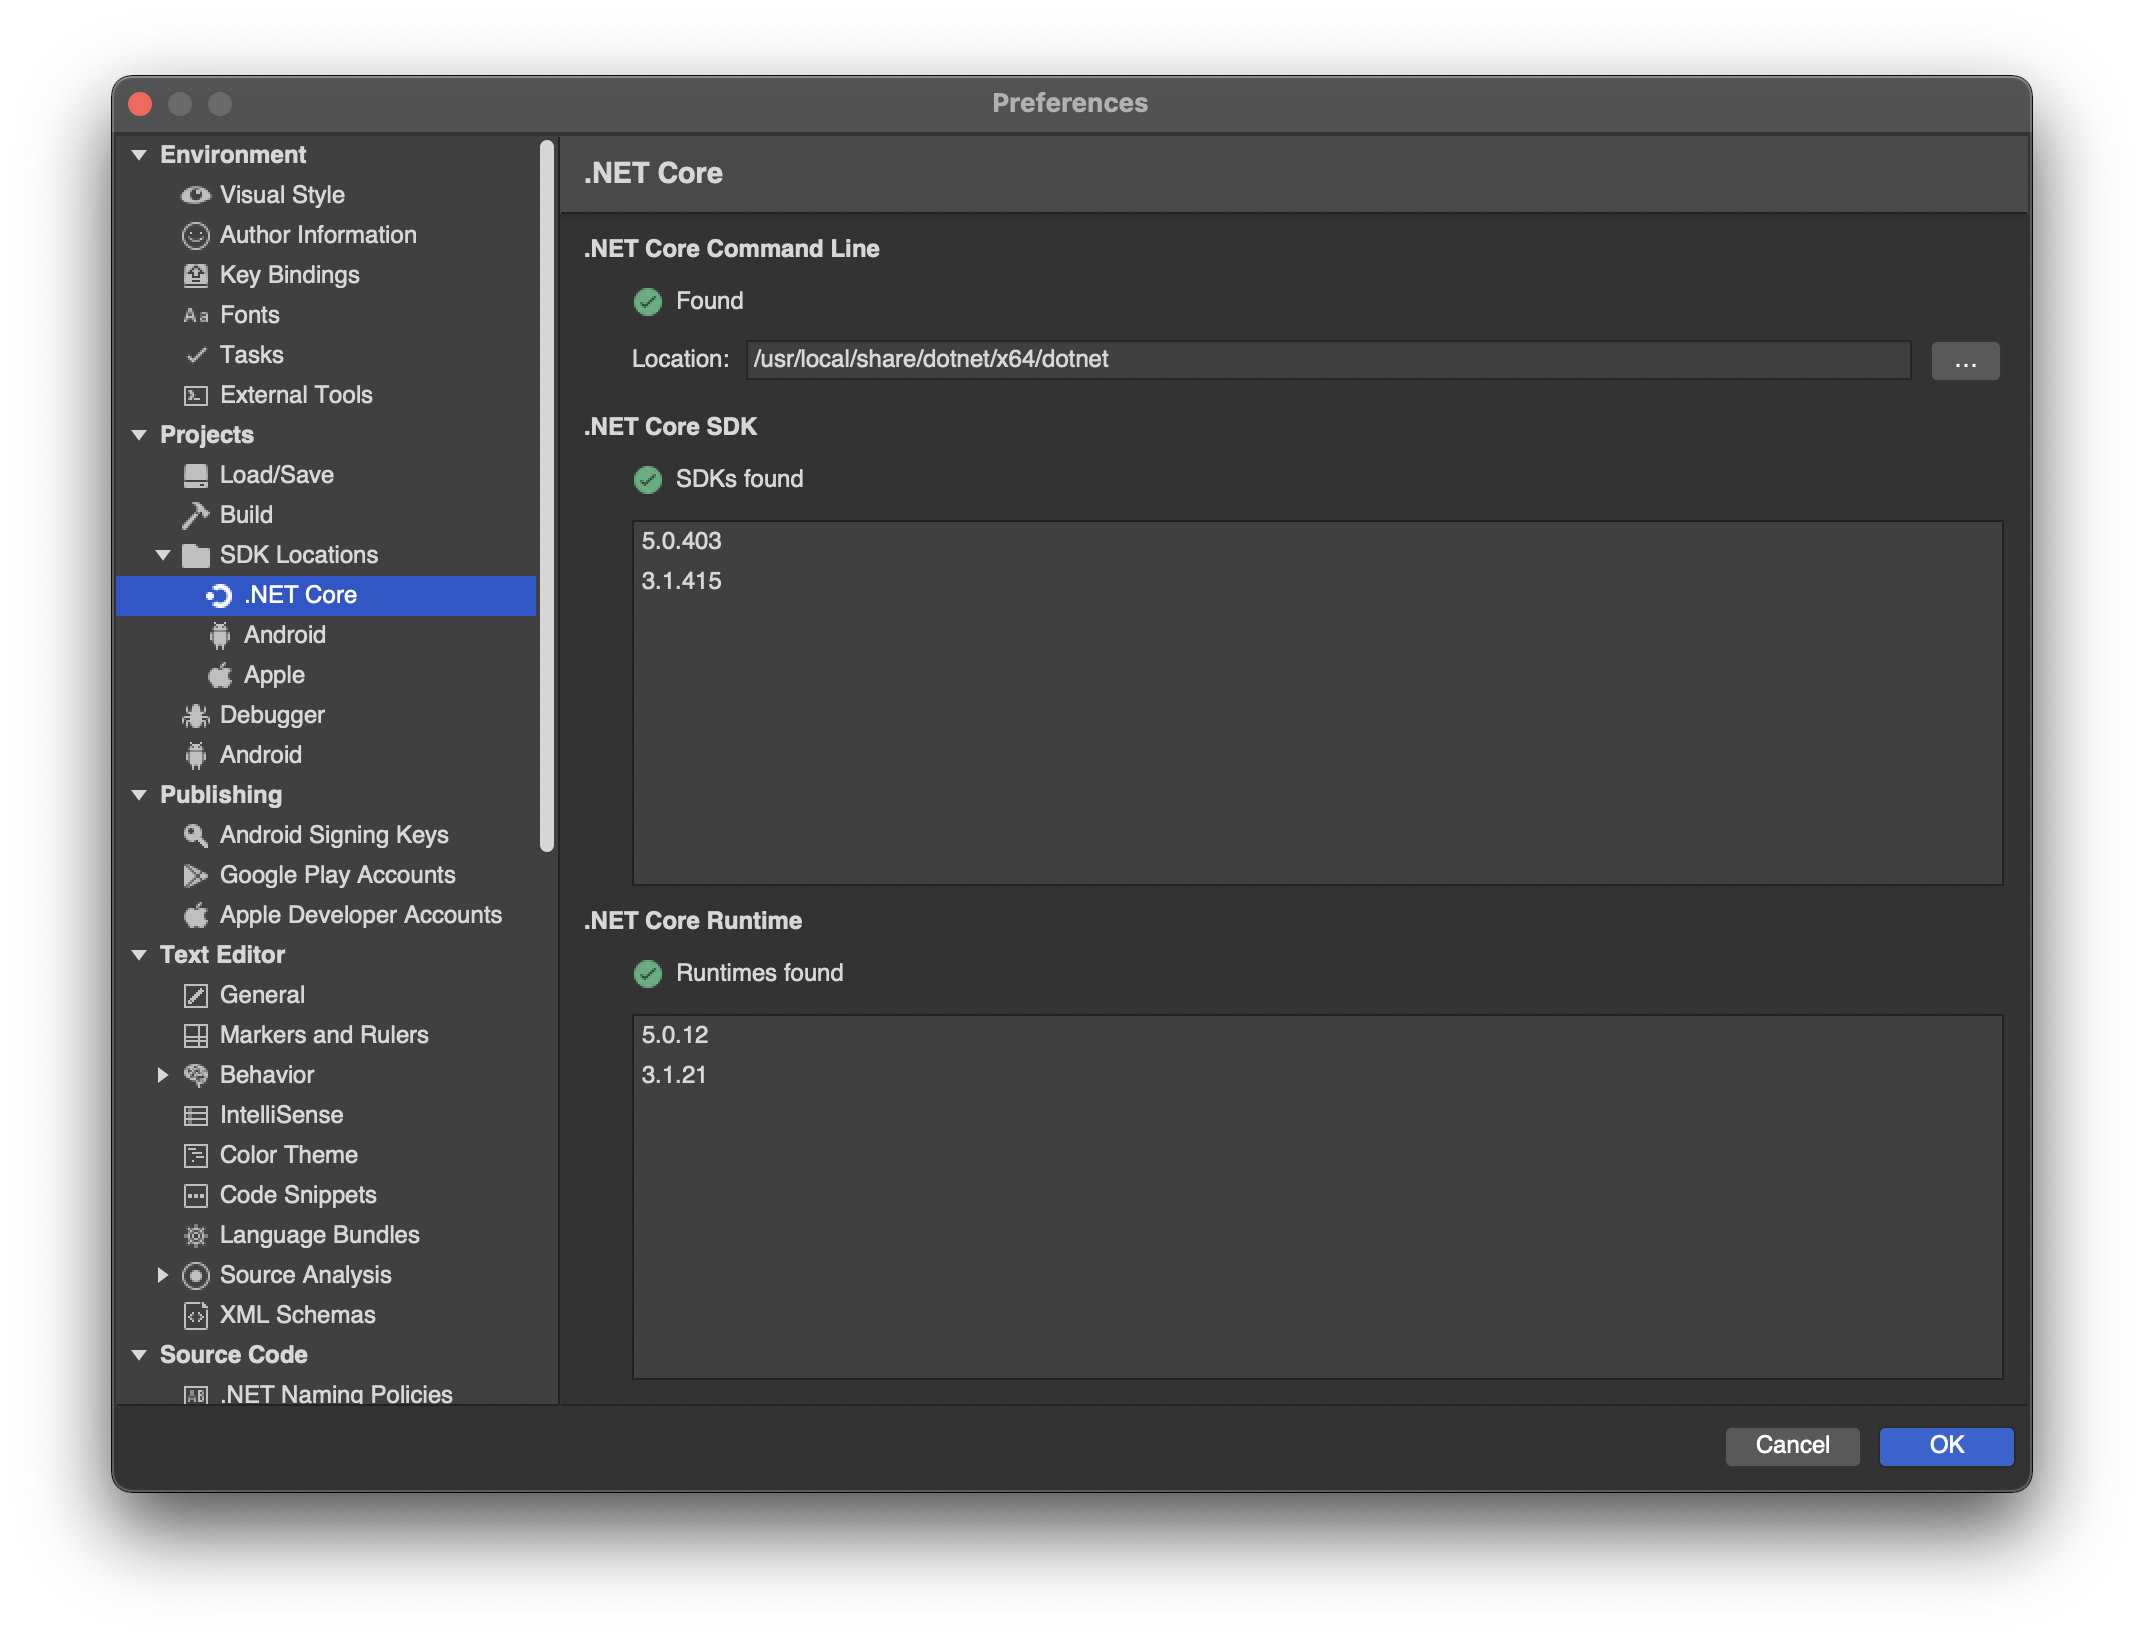 Preferences
Environment
Visual Style
Author Information
Key Bindings
Aa Fonts
Tasks
External Tools
Projects
Load/Save
Build
SDK Locations
.NET Core
Android
Apple
Debugger
Android
Publishing
Android Signing Keys
Google Play Accounts
Apple Developer Accounts
Text Editor
General
Markers and Rulers
Behavior
IntelliSense
Color Theme
Code Snippets
Language Bundles
Source Analysis
XML Schemas
Source Code
AB .NET Naming Policies
.NET Core
.NET Core Command Line
Found
Location: /usr/local/share/dotnet/x64/dotnet ...
.NET Core SDK
SDKs found
5.0.403
3.1.415
.NET Core Runtime
Runtimes found
5.0.12
3.1.21
Cancel OK